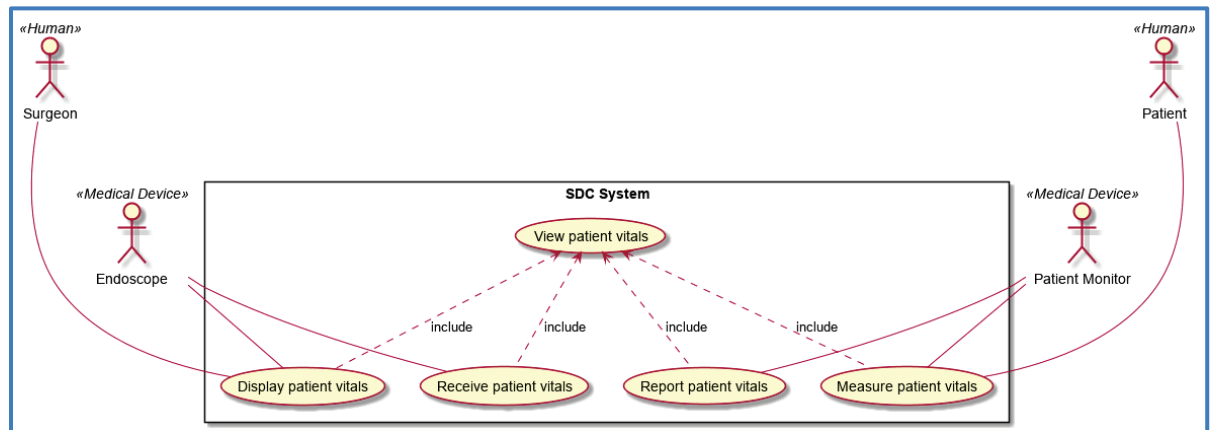 «Human»
Surgeon
«Human»
Patient
«Medical Device»
Endoscope
SDC System
«Medical Device»
Patient Monitor
View patient vitals
include
include
include
include
Display patient vitals
Receive patient vitals
Report patient vitals
Measure patient vitals